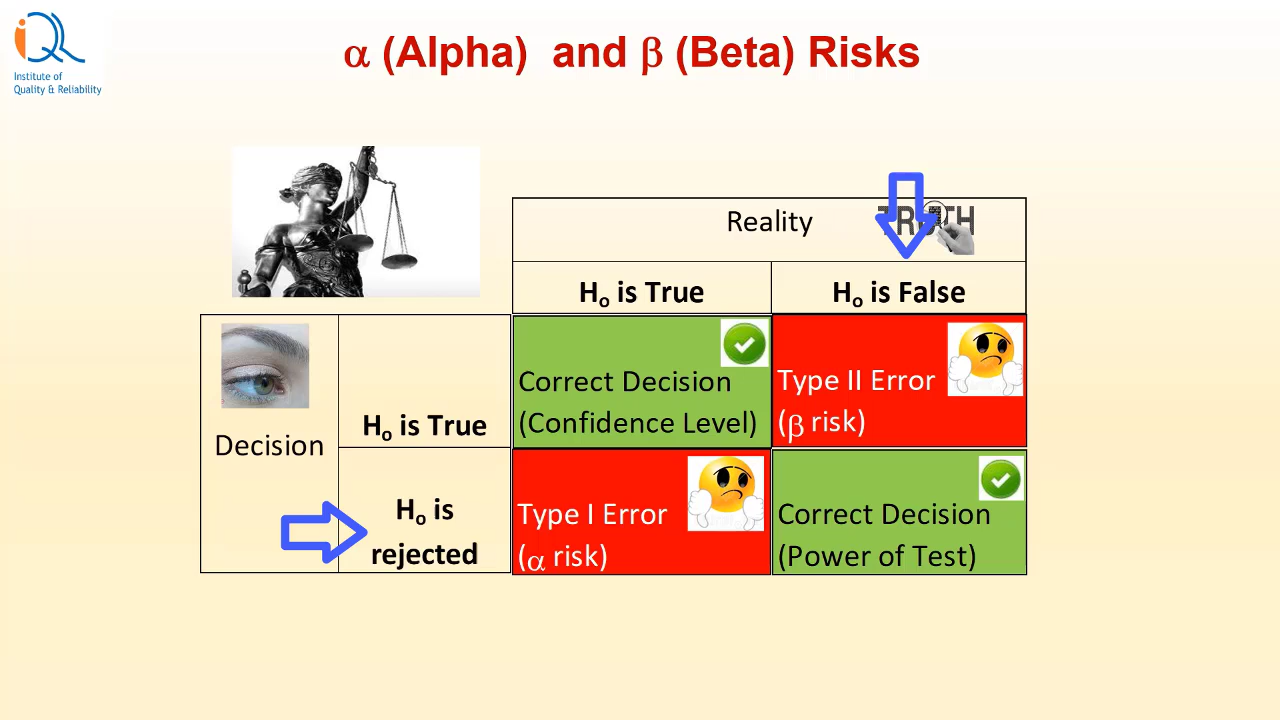 iQ
Institute of
Quality & Reliability
α (Alpha) and β (Beta) Risks
Reality
TRUTH
Ho is True
Ho is False
Decision
Ho is True
Correct Decision
(Confidence Level)
Type II Error
(β risk)
Ho is
rejected
Type I Error
(α risk)
Correct Decision
(Power of Test)